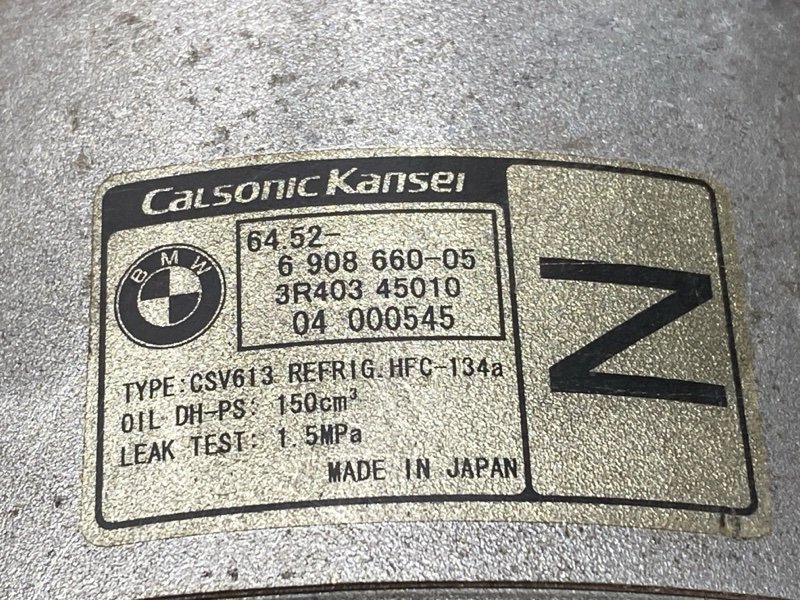 CALSONIC KANSEI
BMW
64.52-
6 908 660-05
3R403 45010
04 000545
TYPE:CSV613 REFRIG.HFC-134a
OIL DH-PS: 150cm³
LEAK TEST: 1.5MPa
MADE IN JAPAN
Z